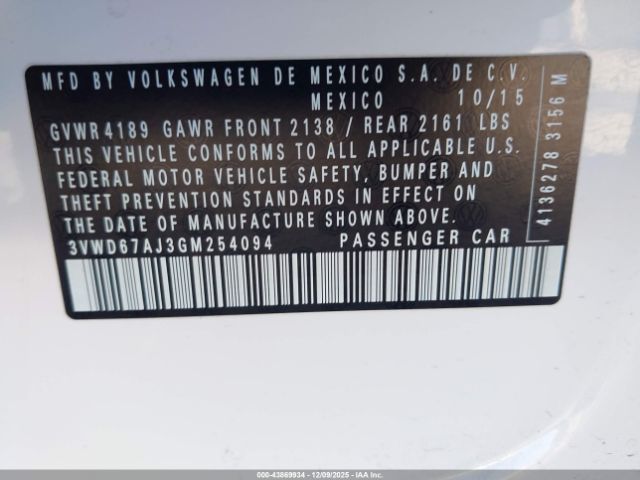 MFD BY VOLKSWAGEN DE MEXICO S.A. DE C.V.
MEXICO 10/15
GVWR 4189 GAWR FRONT 2138 / REAR 2161 LBS
THIS VEHICLE CONFORMS TO ALL APPLICABLE U.S.
FEDERAL MOTOR VEHICLE SAFETY, BUMPER AND
THEFT PREVENTION STANDARDS IN EFFECT ON
THE DATE OF MANUFACTURE SHOWN ABOVE.
3VWD67AJ3GM254094 PASSENGER CAR
4136278 3156 M
000-43869934 - 12/09/2025 - IAA Inc.